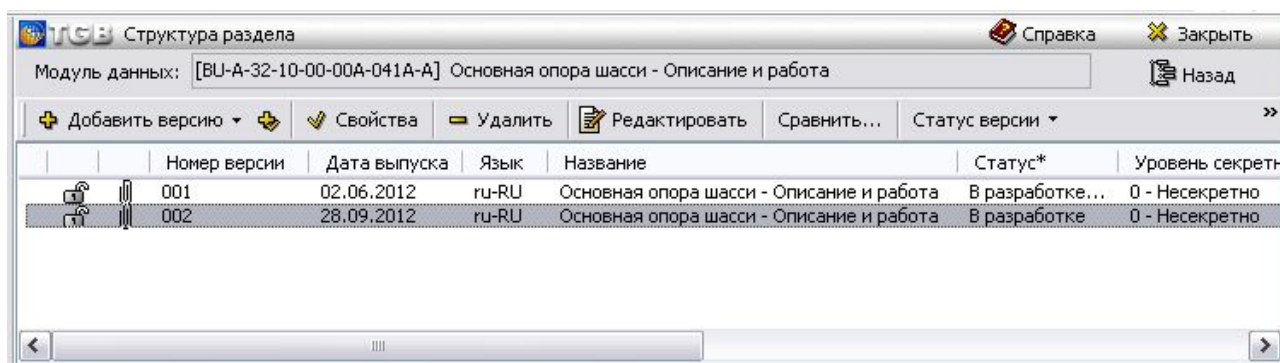 TGB Структура раздела Справка Закрыть
Модуль данных: [BU-A-32-10-00-00A-041A-A] Основная опора шасси - Описание и работа Назад
Добавить версию Свойства Удалить Редактировать Сравнить... Статус версии »
Номер версии Дата выпуска Язык Название Статус* Уровень секретн
001 02.06.2012 ru-RU Основная опора шасси - Описание и работа В разработке... 0 - Несекретно
002 28.09.2012 ru-RU Основная опора шасси - Описание и работа В разработке 0 - Несекретно